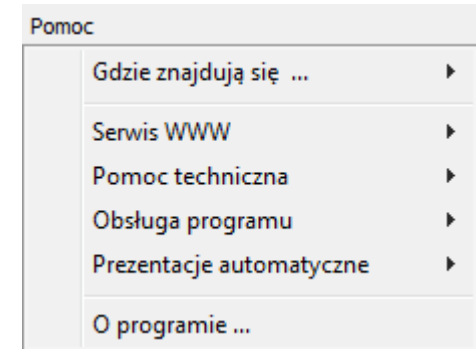 Pomoc
Gdzie znajdują się ...
Serwis WWW
Pomoc techniczna
Obsługa programu
Prezentacje automatyczne
O programie ...